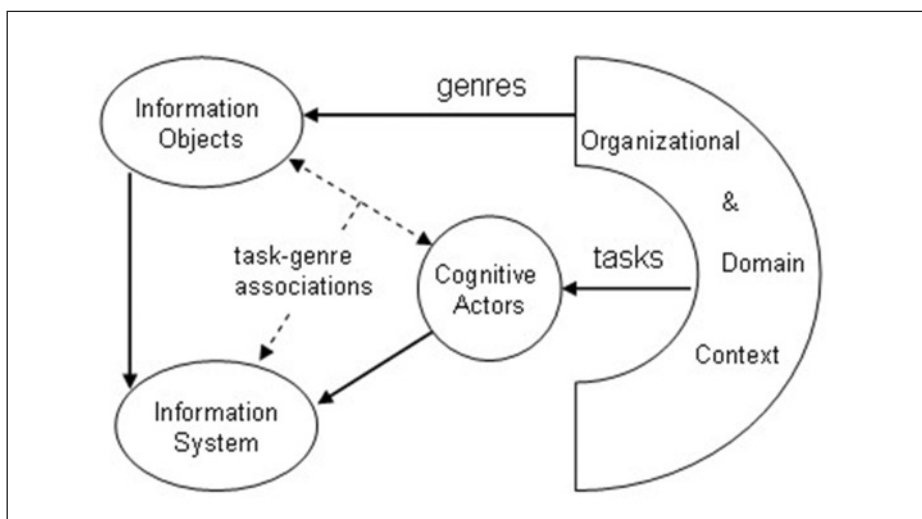 genres
Information
Objects
Organizational
&
Domain
Context
tasks
task-genre
associations
Cognitive
Actors
Information
System